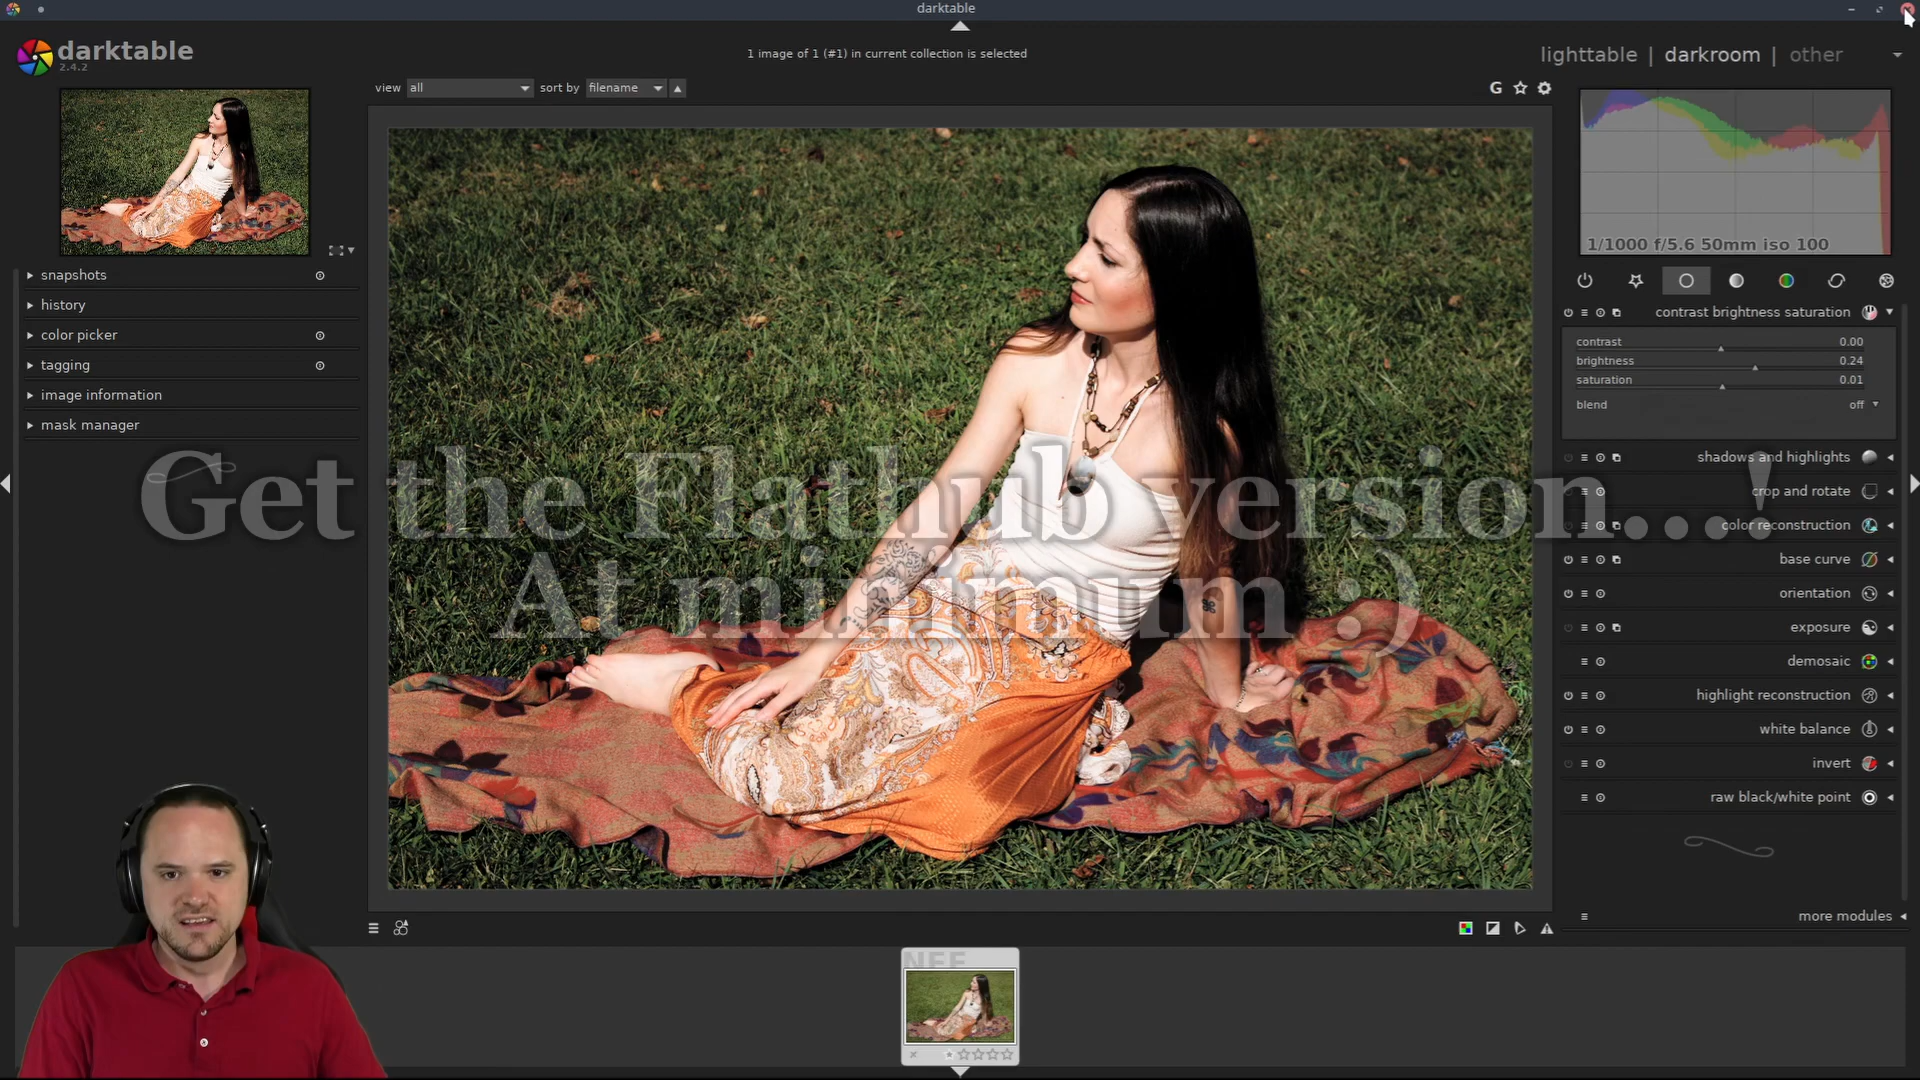 darktable
darktable
2.4.2
1 image of 1 (#1) in current collection is selected
lighttable | darkroom | other
view all sort by filename
G
1/1000 f/5.6 50mm iso 100
snapshots
history
color picker
tagging
image information
mask manager
contrast brightness saturation
contrast 0.00
brightness 0.24
saturation 0.01
blend off
shadows and highlights
crop and rotate
color reconstruction
base curve
orientation
exposure
demosaic
highlight reconstruction
white balance
invert
raw black/white point
more modules
Get the Flathub version...!
At minimum :)
NEF